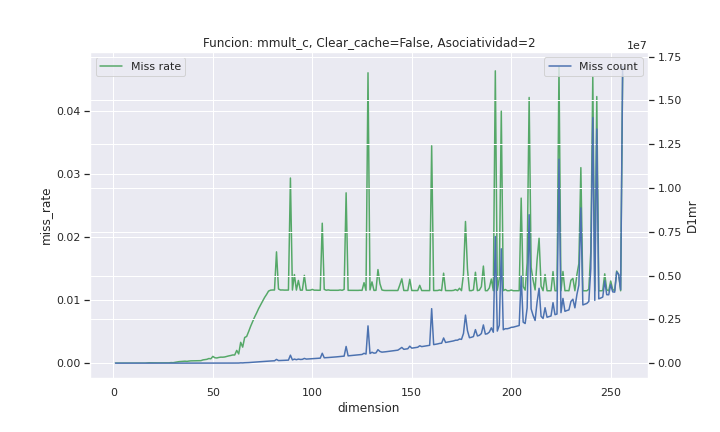 Funcion: mmult_c, Clear_cache=False, Asociatividad=2
1e7
Miss rate
Miss count
0.04
0.03
0.02
0.01
0.00
miss_rate
1.75
1.50
1.25
1.00
0.75
0.50
0.25
0.00
D1mr
0
50
100
150
200
250
dimension